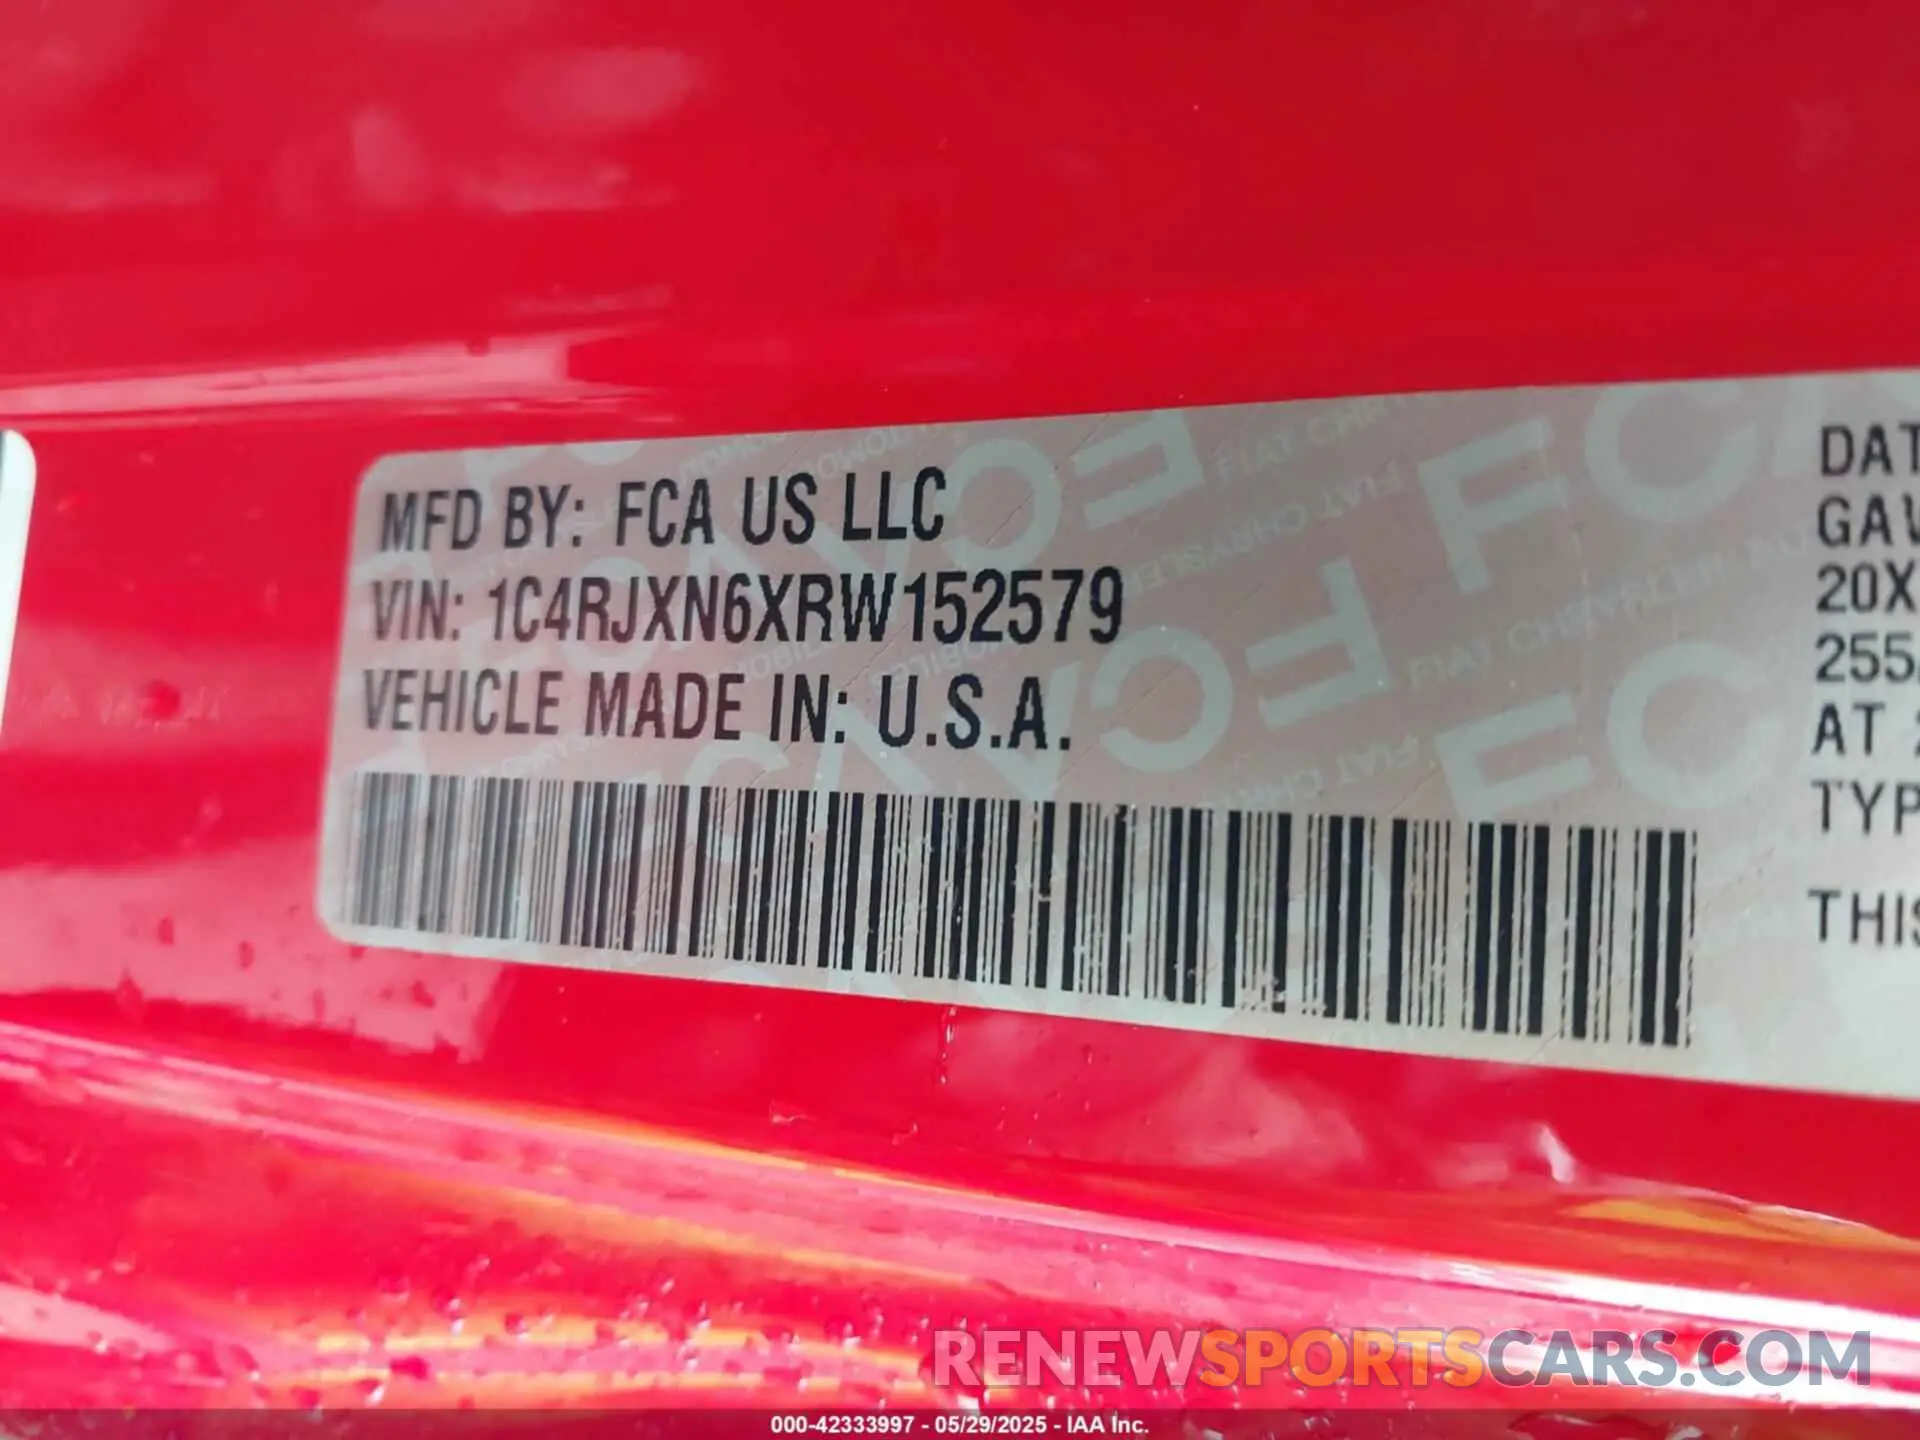 MFD BY: FCA US LLC
VIN: 1C4RJXN6XRW152579
VEHICLE MADE IN: U.S.A.
DAT
GAV
20X
255
AT 2
TYP
THIS
RENEWSPORTSCARS.COM
000-42333997 - 05/29/2025 - IAA Inc.